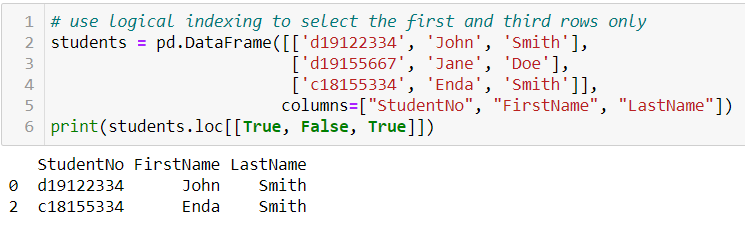 1 # use logical indexing to select the first and third rows only
2 students = pd.DataFrame([['d19122334', 'John', 'Smith'],
3                          ['d19155667', 'Jane', 'Doe'],
4                          ['c18155334', 'Enda', 'Smith']],
5                         columns=["StudentNo", "FirstName", "LastName"])
6 print(students.loc[[True, False, True]])
   StudentNo FirstName LastName
0  d19122334      John    Smith
2  c18155334      Enda    Smith